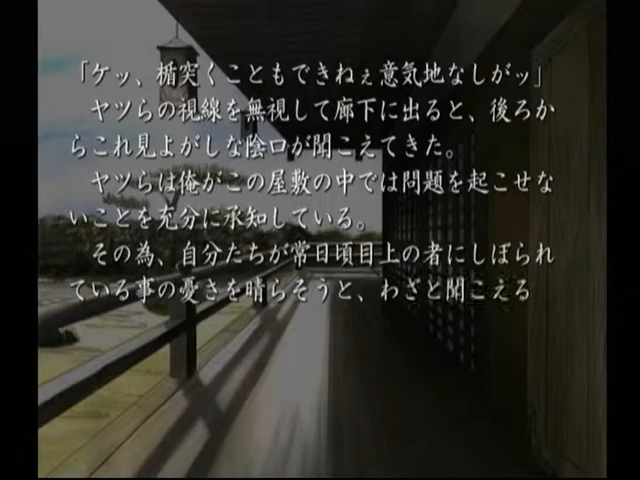 「ケッ、楯突くこともできねぇ意気地なしがッ」
　ヤツらの視線を無視して廊下に出ると、後ろか
らこれ見よがしな陰口が聞こえてきた。
　ヤツらは俺がこの屋敷の中では問題を起こせな
いことを充分に承知している。
　その為、自分たちが常日頃目上の者にしぼられ
ている事の憂さを晴らそうと、わざと聞こえる